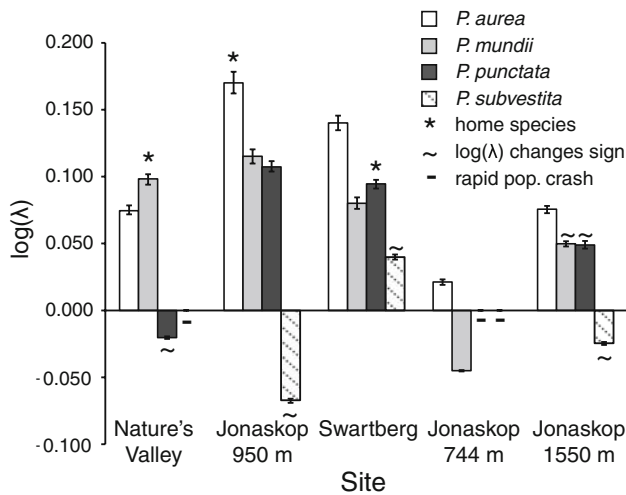 0.200
0.150
0.100
0.050
0.000
-0.050
-0.100
log(λ)
P. aurea
P. mundii
P. punctata
P. subvestita
* home species
~ log(λ) changes sign
- rapid pop. crash
* * * ~ ~ ~
~ - ~ - - ~
Nature's Jonaskop Swartberg Jonaskop Jonaskop
Valley 950 m 744 m 1550 m
Site